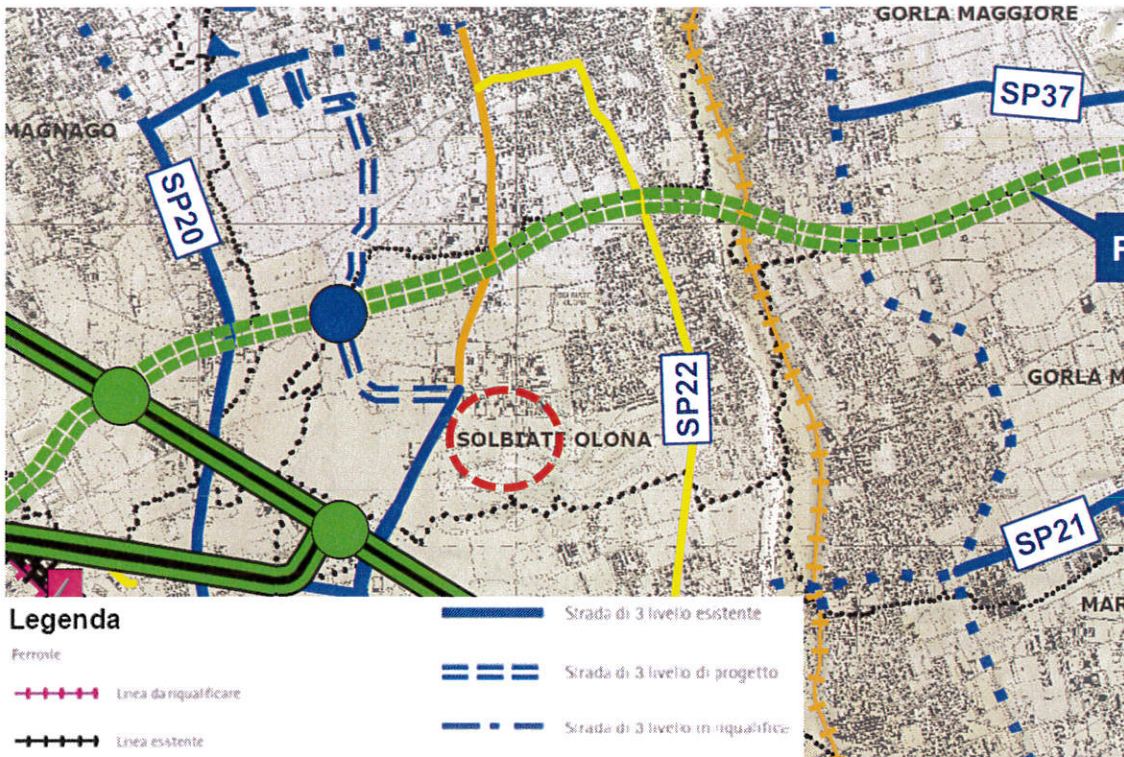 GORLA MAGGIORE
SP37
MAGNAGO
SP20
P
GORLA M
SP22
SOLBIATE OLONA
SP21
MAR
Legenda
Ferrovie
Linea da riqualificare
Linea esistente
Strada di 3 livello esistente
Strada di 3 livello di progetto
Strada di 3 livello in riqualifica